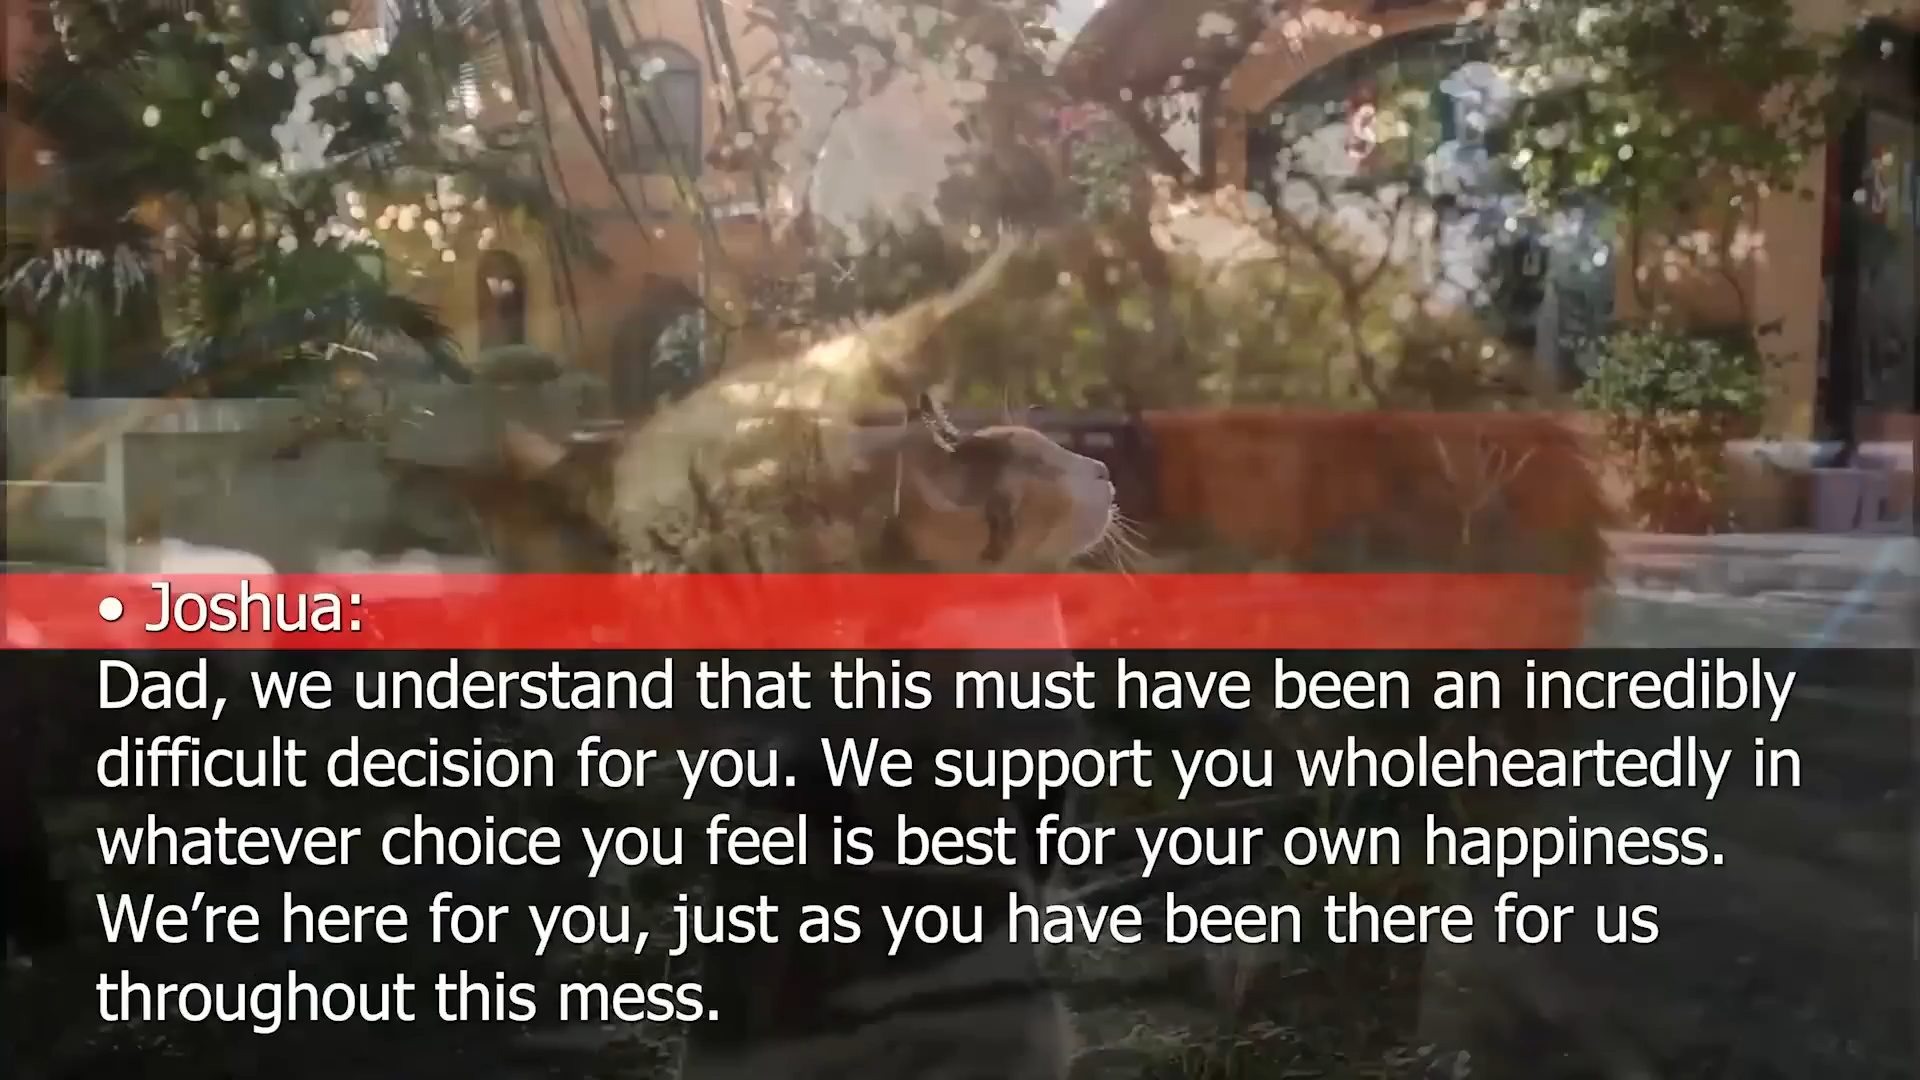 • Joshua:
Dad, we understand that this must have been an incredibly
difficult decision for you. We support you wholeheartedly in
whatever choice you feel is best for your own happiness.
We’re here for you, just as you have been there for us
throughout this mess.